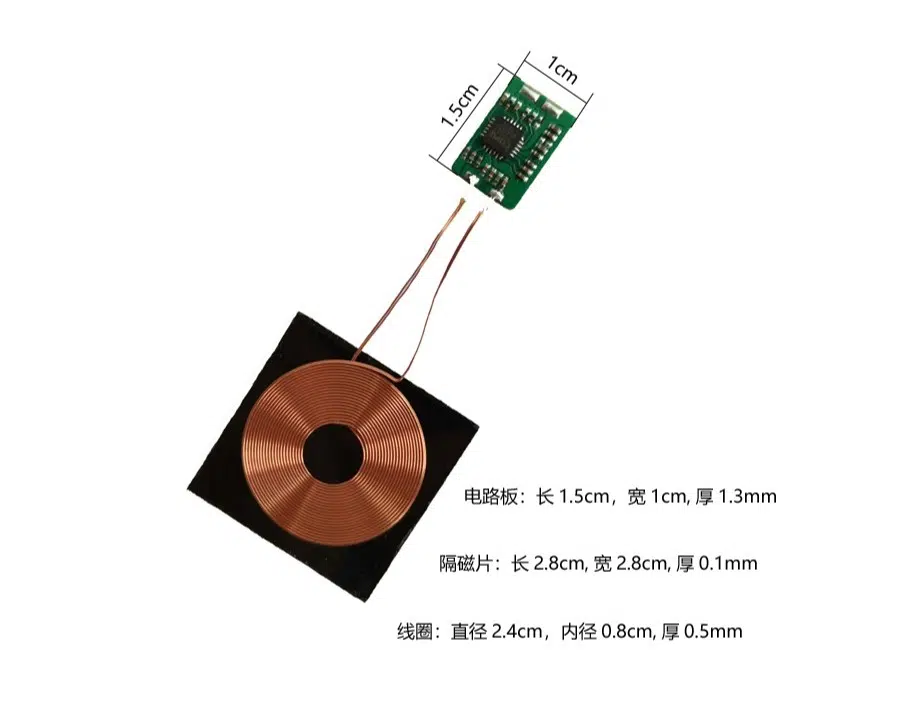 1cm
1.5cm
电路板：长 1.5cm，宽 1cm, 厚 1.3mm
隔磁片：长 2.8cm, 宽 2.8cm, 厚 0.1mm
线圈：直径 2.4cm，内径 0.8cm, 厚 0.5mm